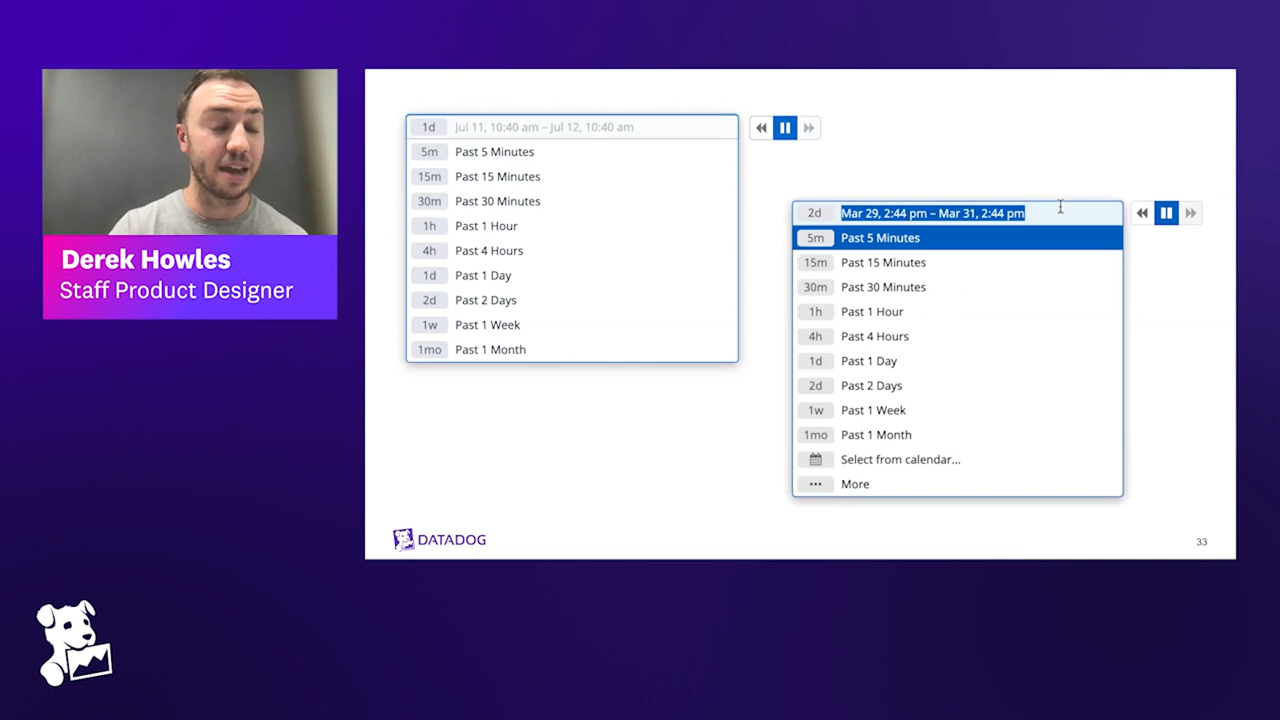 Derek Howles
Staff Product Designer
1d Jul 11, 10:40 am – Jul 12, 10:40 am
5m Past 5 Minutes
15m Past 15 Minutes
30m Past 30 Minutes
1h Past 1 Hour
4h Past 4 Hours
1d Past 1 Day
2d Past 2 Days
1w Past 1 Week
1mo Past 1 Month
2d Mar 29, 2:44 pm – Mar 31, 2:44 pm
5m Past 5 Minutes
15m Past 15 Minutes
30m Past 30 Minutes
1h Past 1 Hour
4h Past 4 Hours
1d Past 1 Day
2d Past 2 Days
1w Past 1 Week
1mo Past 1 Month
Select from calendar...
More
DATADOG
33